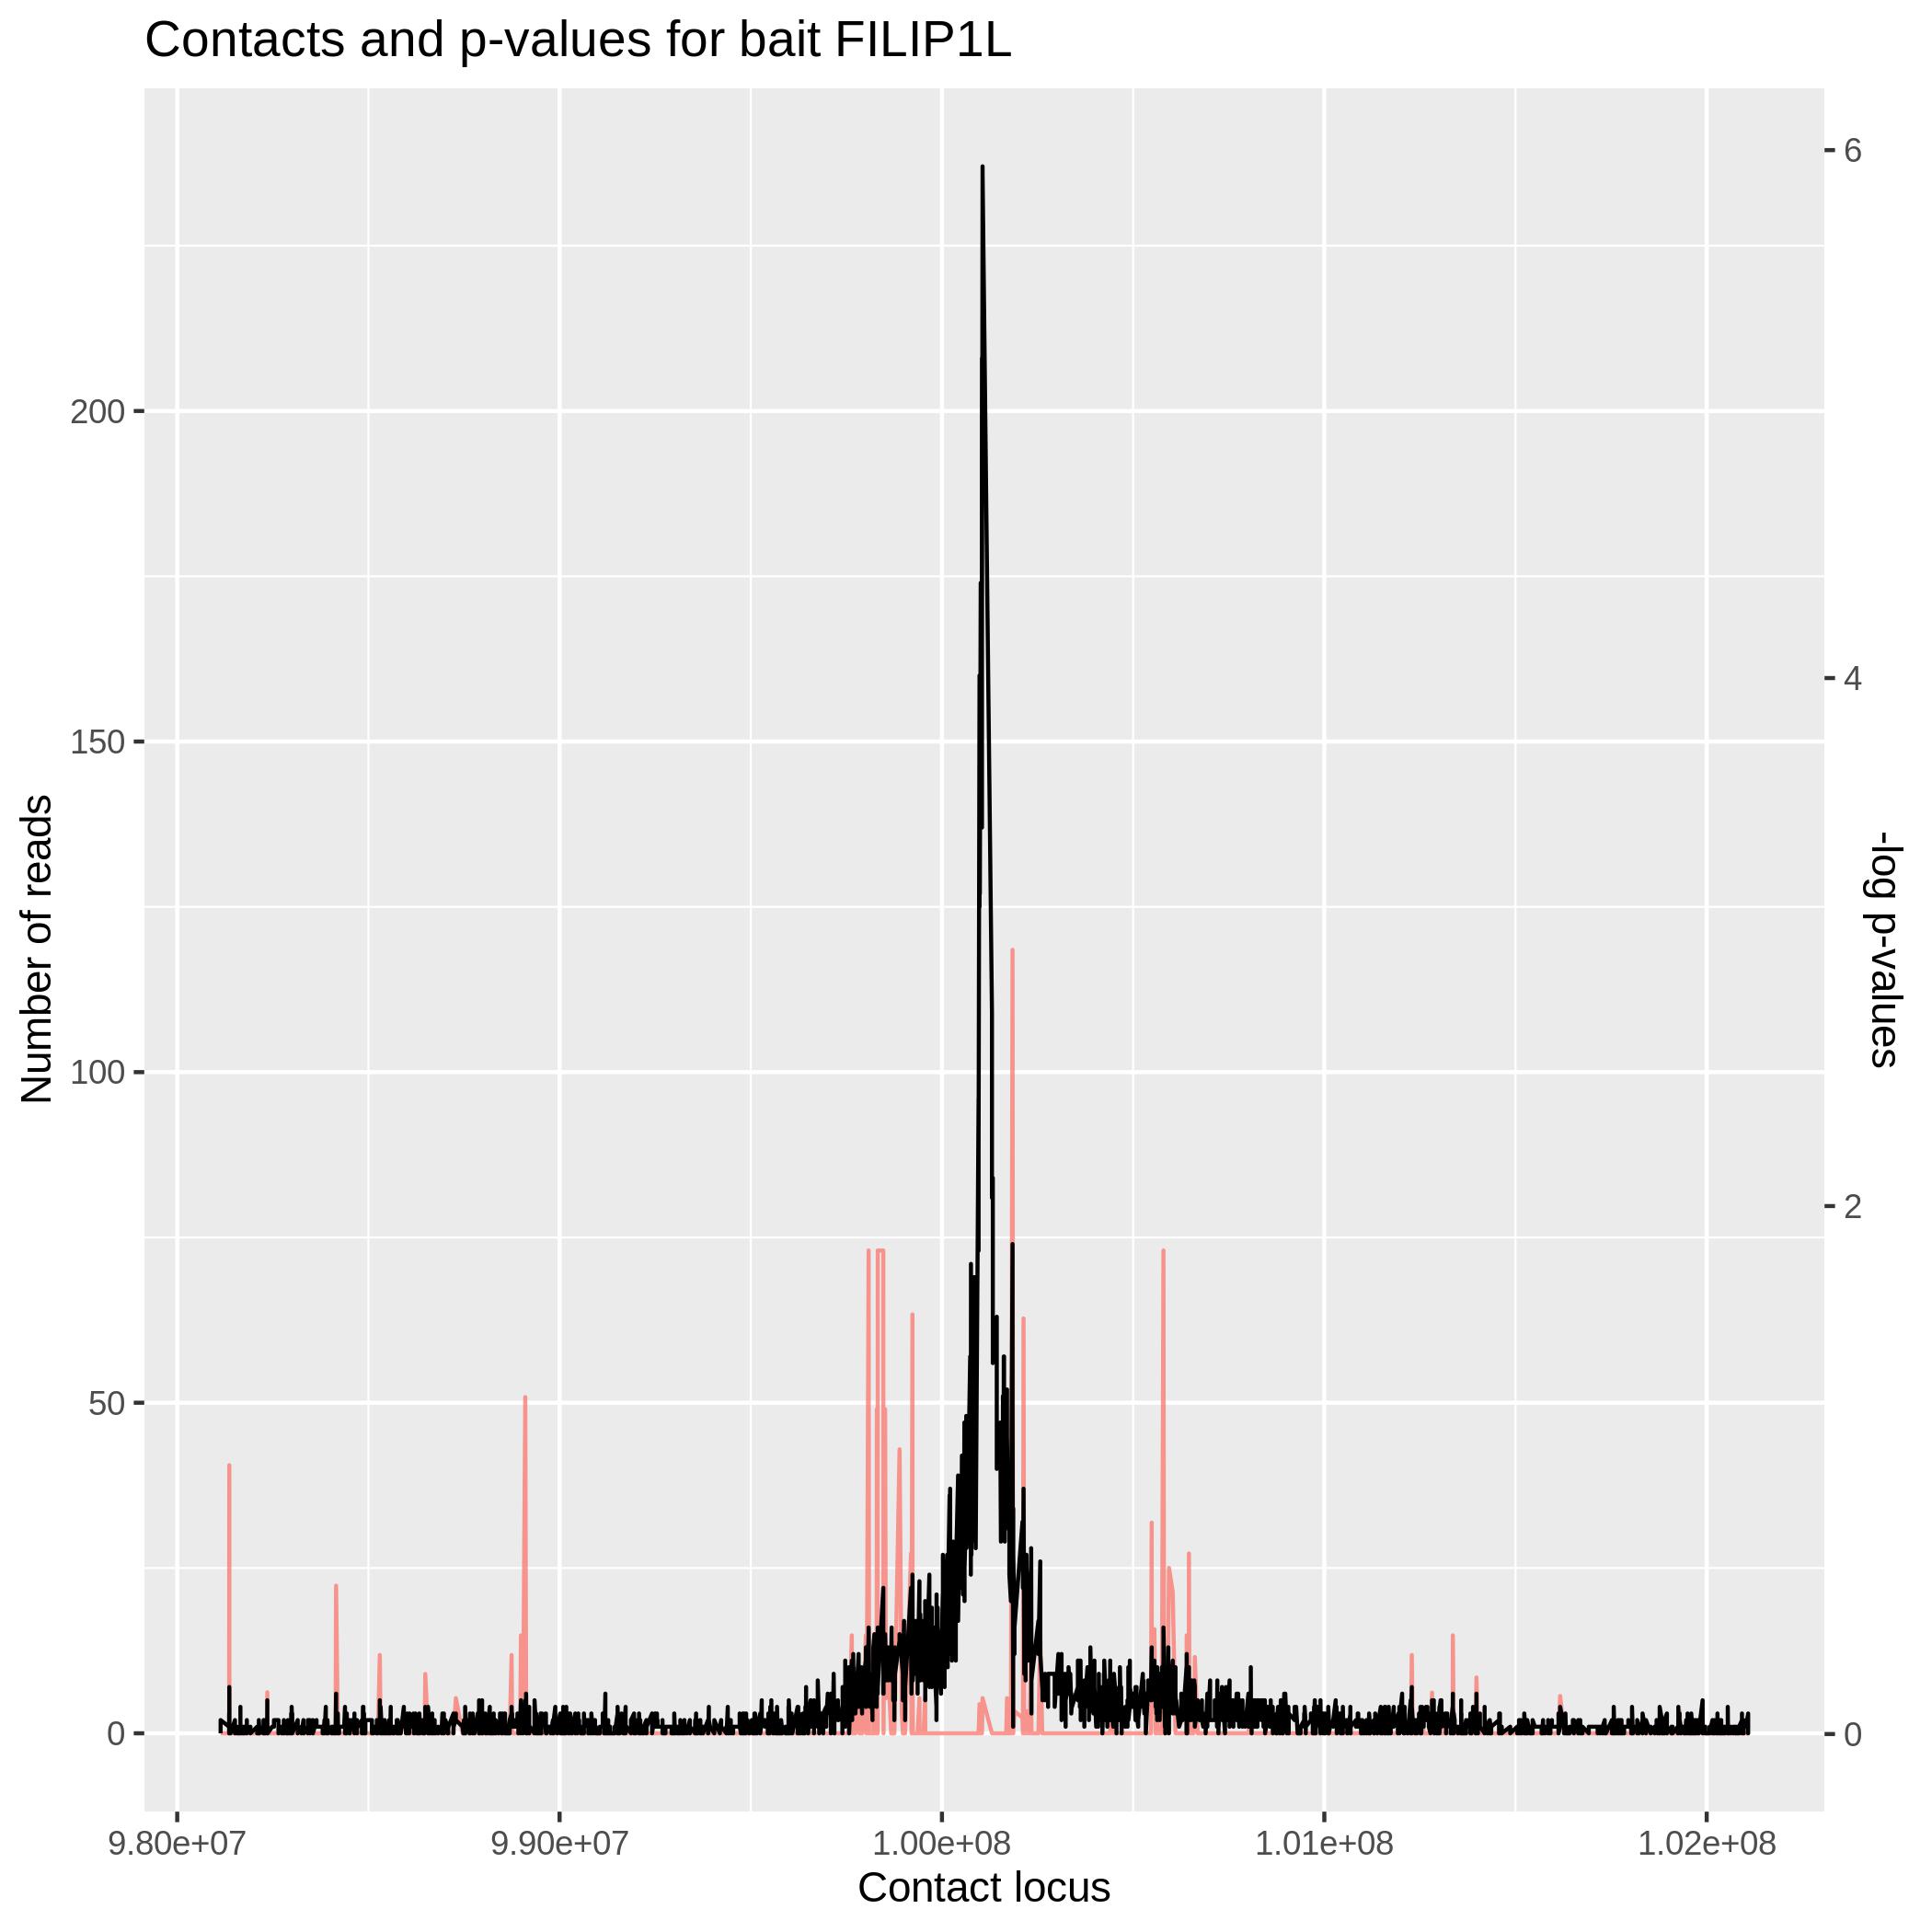 Contacts and p-values for bait FILIP1L
Number of reads
200
150
100
50
0
6
4
2
0
-log p-values
9.80e+07 9.90e+07 1.00e+08 1.01e+08 1.02e+08
Contact locus